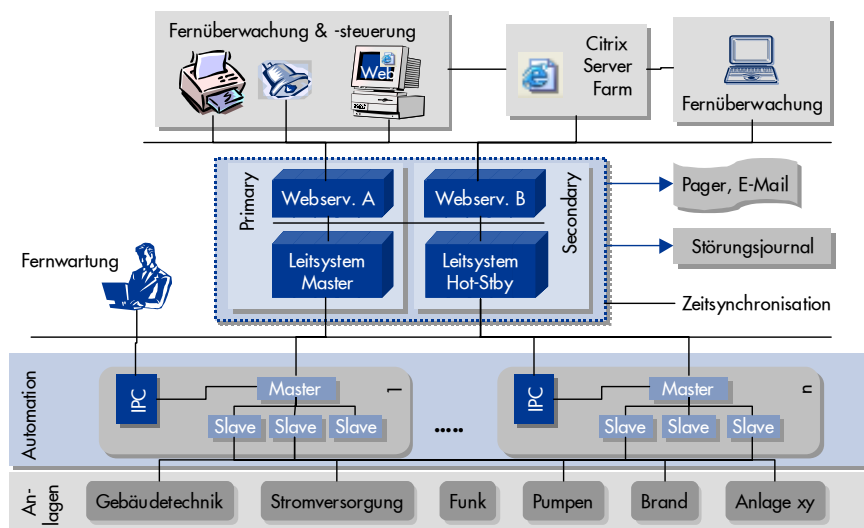 Fernüberwachung & -steuerung
Web
Citrix
Server
Farm
Fernüberwachung
Primary
Webserv. A
Webserv. B
Secondary
Pager, E-Mail
Störungsjournal
Leitsystem
Master
Leitsystem
Hot-Stby
Fernwartung
Zeitsynchronisation
Automation
IPC
Master
1
Slave
Slave
Slave
.....
IPC
Master
n
Slave
Slave
Slave
An-
lagen
Gebäudetechnik
Stromversorgung
Funk
Pumpen
Brand
Anlage xy